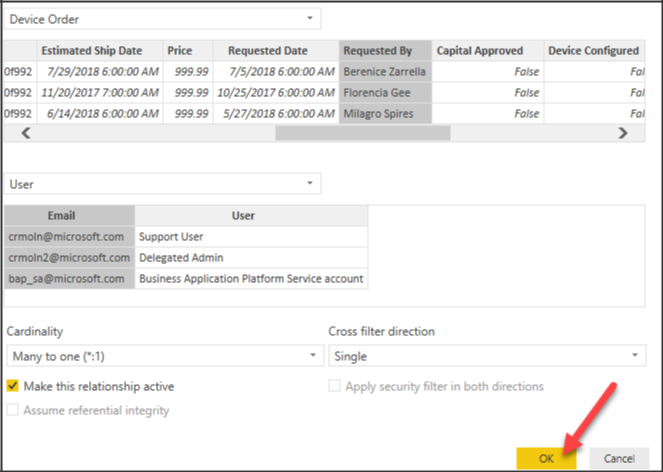 Device Order
Estimated Ship Date Price Requested Date Requested By Capital Approved Device Configured
0f992 7/29/2018 6:00:00 AM 999.99 7/5/2018 6:00:00 AM Berenice Zarrella False Fal
0f992 11/20/2017 7:00:00 AM 999.99 10/25/2017 6:00:00 AM Florencia Gee False Fal
0f992 6/14/2018 6:00:00 AM 999.99 5/27/2018 6:00:00 AM Milagro Spires False Fal
User
Email User
crmoln@microsoft.com Support User
crmoln2@microsoft.com Delegated Admin
bap_sa@microsoft.com Business Application Platform Service account
Cardinality Cross filter direction
Many to one (*:1) Single
Make this relationship active Apply security filter in both directions
Assume referential integrity
OK Cancel